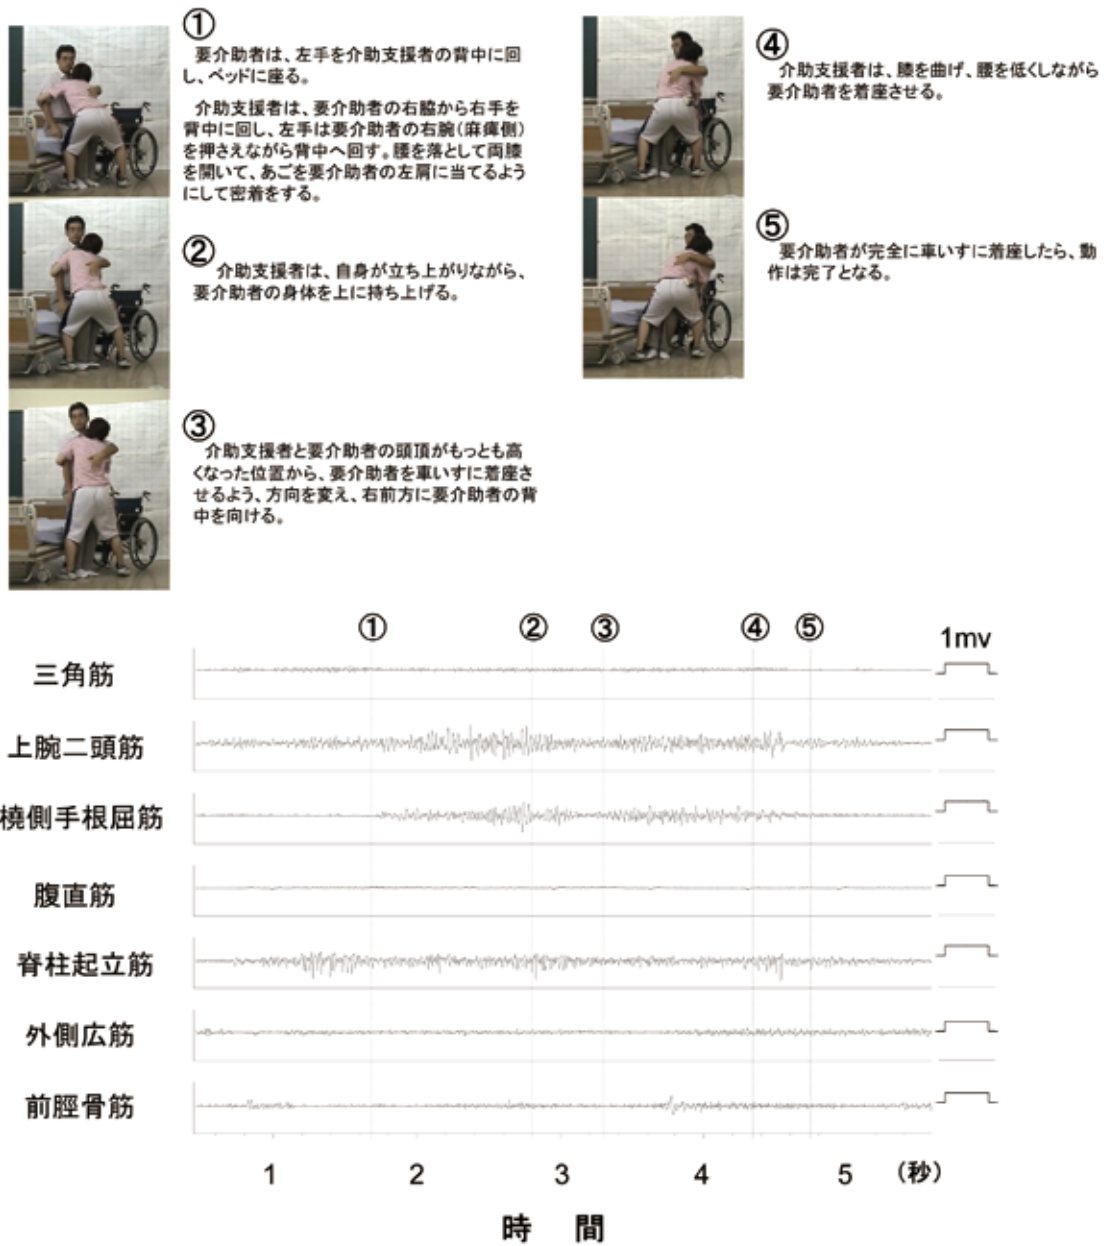 ①
要介助者は、左手を介助支援者の背中に回
し、ベッドに座る。
介助支援者は、要介助者の右脇から右手を
背中に回し、左手は要介助者の右腕(麻痺側)
を押さえながら背中へ回す。腰を落として両膝
を開いて、あごを要介助者の左肩に当てるよう
にして密着をする。
②
介助支援者は、自身が立ち上がりながら、
要介助者の身体を上に持ち上げる。
③
介助支援者と要介助者の頭頂がもっとも高
くなった位置から、要介助者を車いすに着座さ
せるよう、方向を変え、右前方に要介助者の背
中を向ける。
④
介助支援者は、膝を曲げ、腰を低くしながら
要介助者を着座させる。
⑤
要介助者が完全に車いすに着座したら、動
作は完了となる。
① ② ③ ④ ⑤
1mv
三角筋
上腕二頭筋
橈側手根屈筋
腹直筋
脊柱起立筋
外側広筋
前脛骨筋
1 2 3 4 5 (秒)
時 間